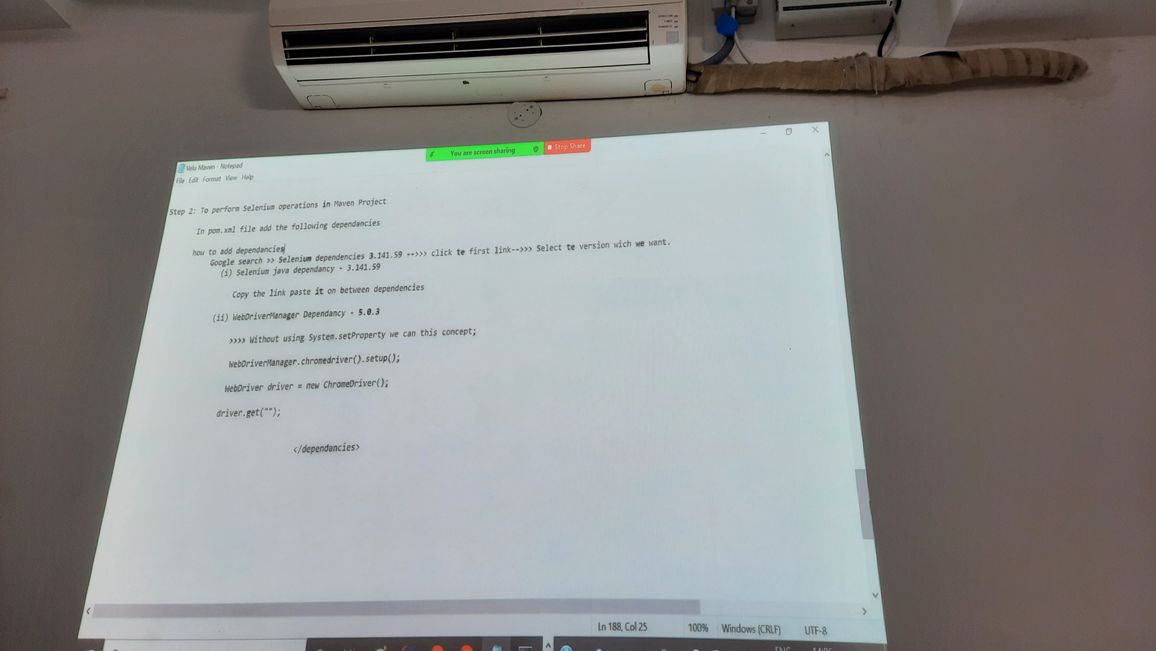 You are screen sharing
Stop Share
Velu Maven - Notepad
File Edit Format View Help
Step 2: To perform Selenium operations in Maven Project
In pom.xml file add the following dependancies
how to add dependancies
Google search >> Selenium dependencies 3.141.59 -->>> click te first link-->>> Select te version wich we want.
(i) Selenium java dependancy - 3.141.59
Copy the link paste it on between dependencies
(ii) WebDriverManager Dependancy - 5.0.3
>>>> Without using System.setProperty we can this concept;
WebDriverManager.chromedriver().setup();
WebDriver driver = new ChromeDriver();
driver.get("");
</dependancies>
Ln 188, Col 25
100%
Windows (CRLF)
UTF-8